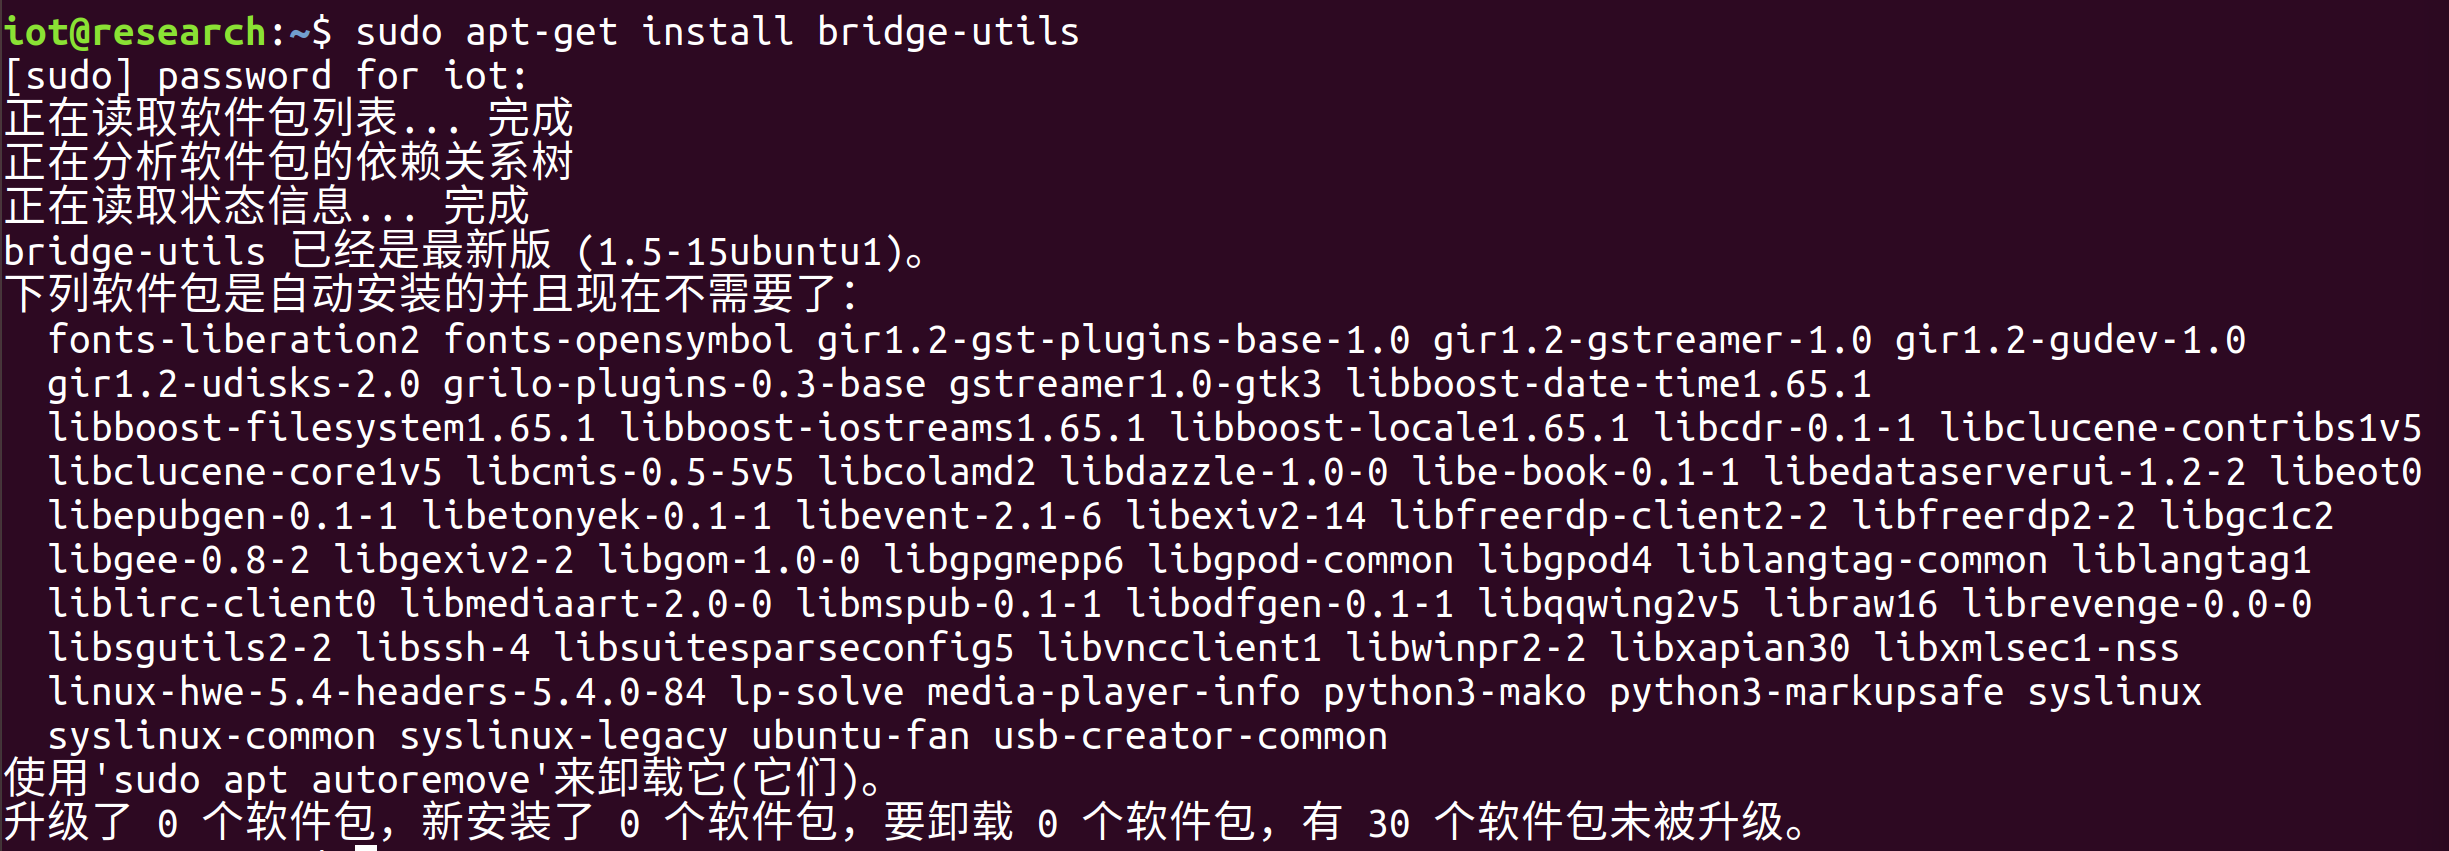 iot@research:~$ sudo apt-get install bridge-utils
[sudo] password for iot:
正在读取软件包列表... 完成
正在分析软件包的依赖关系树
正在读取状态信息... 完成
bridge-utils 已经是最新版 (1.5-15ubuntu1)。
下列软件包是自动安装的并且现在不需要了：
  fonts-liberation2 fonts-opensymbol gir1.2-gst-plugins-base-1.0 gir1.2-gstreamer-1.0 gir1.2-gudev-1.0
  gir1.2-udisks-2.0 grilo-plugins-0.3-base gstreamer1.0-gtk3 libboost-date-time1.65.1
  libboost-filesystem1.65.1 libboost-iostreams1.65.1 libboost-locale1.65.1 libcdr-0.1-1 libclucene-contribs1v5
  libclucene-core1v5 libcmis-0.5-5v5 libcolamd2 libdazzle-1.0-0 libe-book-0.1-1 libedataserverui-1.2-2 libeot0
  libepubgen-0.1-1 libetonyek-0.1-1 libevent-2.1-6 libexiv2-14 libfreerdp-client2-2 libfreerdp2-2 libgc1c2
  libgee-0.8-2 libgexiv2-2 libgom-1.0-0 libgpgmepp6 libgpod-common libgpod4 liblangtag-common liblangtag1
  liblirc-client0 libmediaart-2.0-0 libmspub-0.1-1 libodfgen-0.1-1 libqqwing2v5 libraw16 librevenge-0.0-0
  libsgutils2-2 libssh-4 libsuitesparseconfig5 libvncclient1 libwinpr2-2 libxapian30 libxmlsec1-nss
  linux-hwe-5.4-headers-5.4.0-84 lp-solve media-player-info python3-mako python3-markupsafe syslinux
  syslinux-common syslinux-legacy ubuntu-fan usb-creator-common
使用'sudo apt autoremove'来卸载它(它们)。
升级了 0 个软件包，新安装了 0 个软件包，要卸载 0 个软件包，有 30 个软件包未被升级。